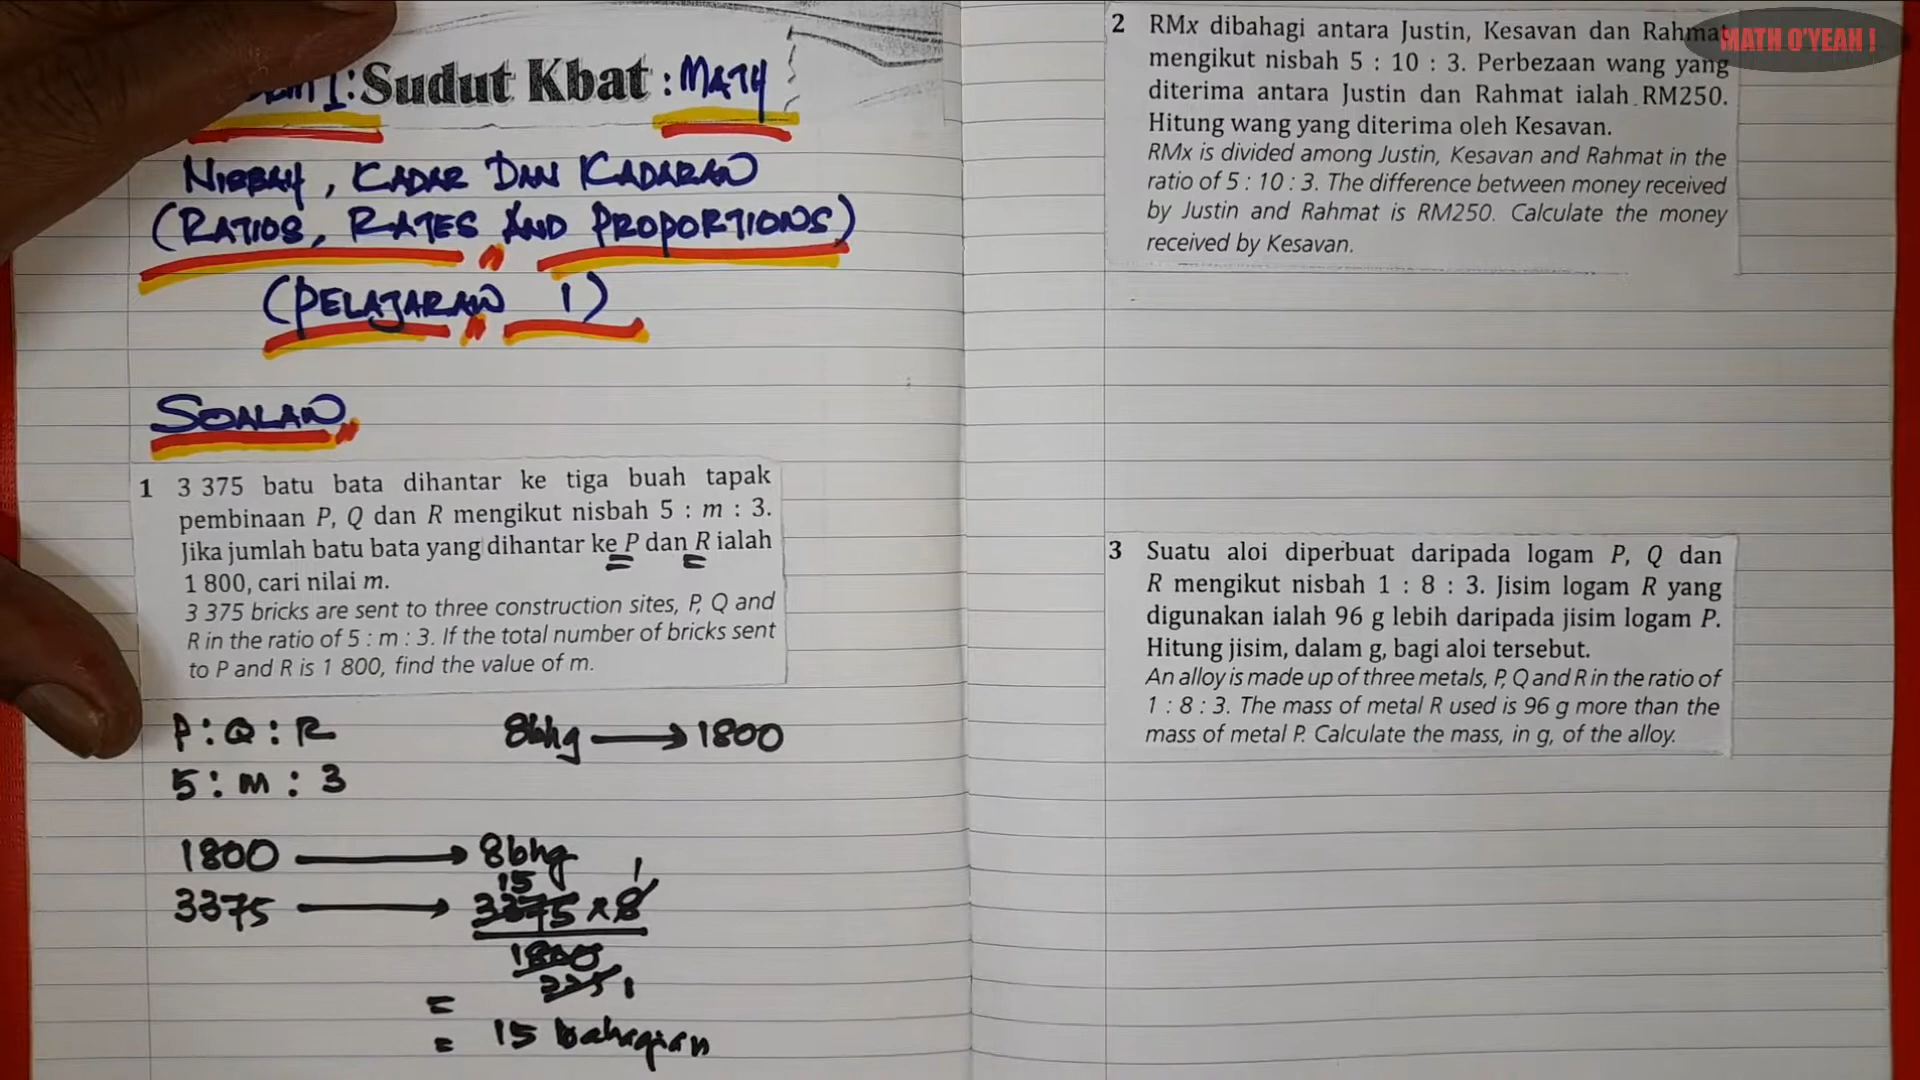 : Sudut Kbat : MATH
NISBAH, KADAR DAN KADARAN
(RATIOS, RATES AND PROPORTIONS)
(PELAJARAN 1)
SOALAN
1 3 375 batu bata dihantar ke tiga buah tapak
pembinaan P, Q dan R mengikut nisbah 5 : m : 3.
Jika jumlah batu bata yang dihantar ke P dan R ialah
1 800, cari nilai m.
3 375 bricks are sent to three construction sites, P, Q and
R in the ratio of 5 : m : 3. If the total number of bricks sent
to P and R is 1 800, find the value of m.
P : Q : R
5 : m : 3
8bhg → 1800
1800 → 8bhg
15 1
3375 → 3375 × 8
1800
225 1
=
= 15 bahagian
MATH O'YEAH !
2 RMx dibahagi antara Justin, Kesavan dan Rahmat
mengikut nisbah 5 : 10 : 3. Perbezaan wang yang
diterima antara Justin dan Rahmat ialah RM250.
Hitung wang yang diterima oleh Kesavan.
RMx is divided among Justin, Kesavan and Rahmat in the
ratio of 5 : 10 : 3. The difference between money received
by Justin and Rahmat is RM250. Calculate the money
received by Kesavan.
3 Suatu aloi diperbuat daripada logam P, Q dan
R mengikut nisbah 1 : 8 : 3. Jisim logam R yang
digunakan ialah 96 g lebih daripada jisim logam P.
Hitung jisim, dalam g, bagi aloi tersebut.
An alloy is made up of three metals, P, Q and R in the ratio of
1 : 8 : 3. The mass of metal R used is 96 g more than the
mass of metal P. Calculate the mass, in g, of the alloy.